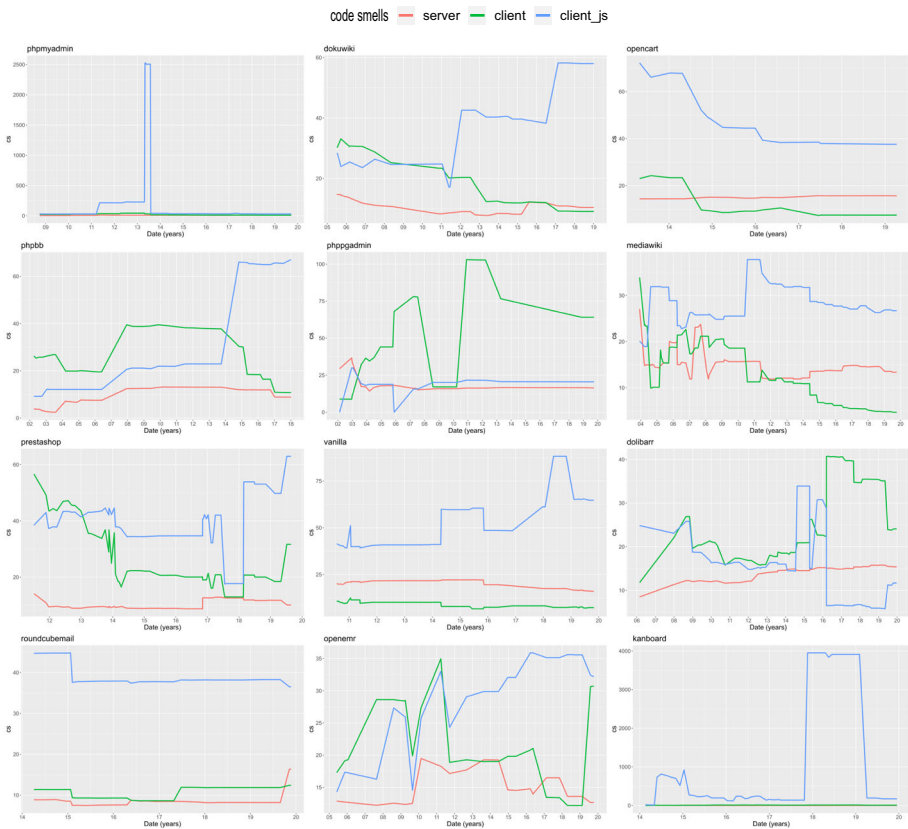 code smells server client client_js
phpmyadmin
cs
2500
2000
1500
1000
500
0
09 10 11 12 13 14 15 16 17 18 19 20
Date (years)
dokuwiki
cs
60
40
20
05 06 07 08 09 10 11 12 13 14 15 16 17 18 19
Date (years)
opencart
cs
60
40
20
14 15 16 17 18 19
Date (years)
phpbb
cs
60
40
20
0
02 03 04 05 06 07 08 09 10 11 12 13 14 15 16 17 18
Date (years)
phppgadmin
cs
100
75
50
25
0
02 03 04 05 06 07 08 09 10 11 12 13 14 15 16 17 18 19 20
Date (years)
mediawiki
cs
30
20
10
04 05 06 07 08 09 10 11 12 13 14 15 16 17 18 19 20
Date (years)
prestashop
cs
60
40
20
12 13 14 15 16 17 18 19 20
Date (years)
vanilla
cs
75
50
25
11 12 13 14 15 16 17 18 19 20
Date (years)
dolibarr
cs
40
30
20
10
06 07 08 09 10 11 12 13 14 15 16 17 18 19 20
Date (years)
roundcubemail
cs
40
30
20
10
14 15 16 17 18 19 20
Date (years)
openemr
cs
35
30
25
20
15
10
05 06 07 08 09 10 11 12 13 14 15 16 17 18 19 20
Date (years)
kanboard
cs
4000
3000
2000
1000
0
14 15 16 17 18 19 20
Date (years)